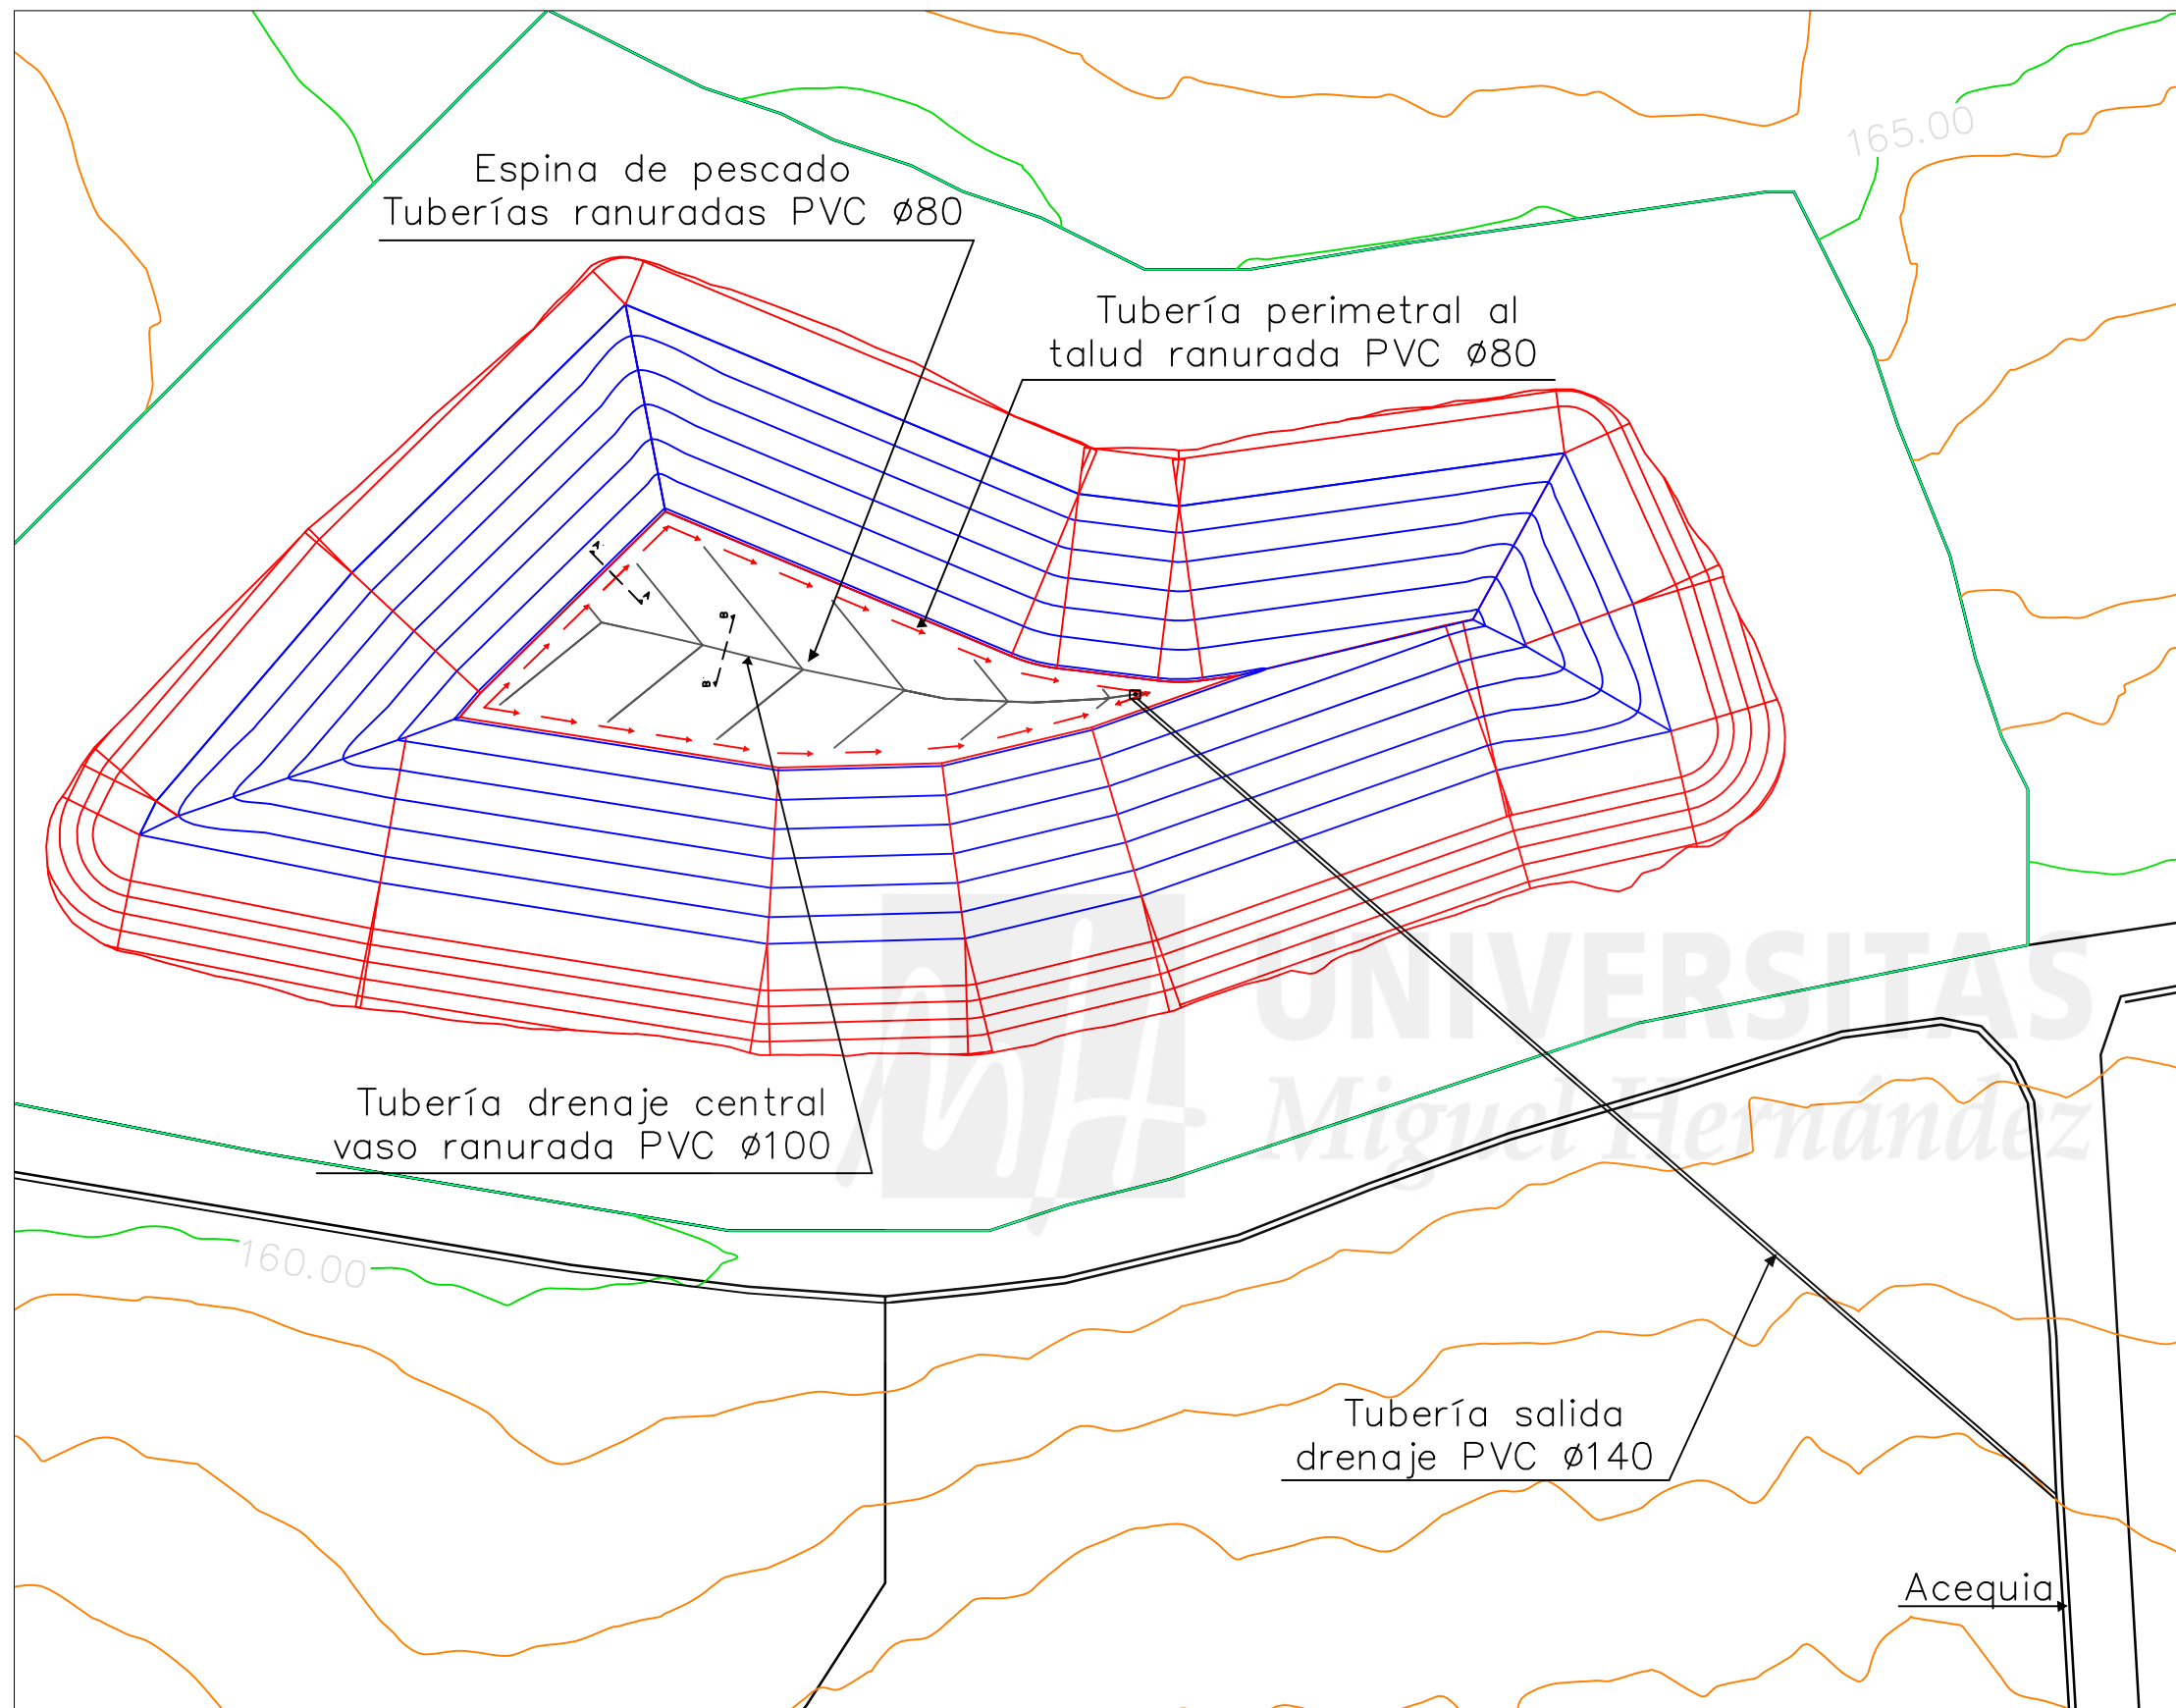 165.00
Espina de pescado
Tuberías ranuradas PVC ø80
Tubería perimetral al
talud ranurada PVC ø80
A'
A
B
B'
UNIVERSITAS
Miguel Hernández
Tubería drenaje central
vaso ranurada PVC ø100
160.00
Tubería salida
drenaje PVC ø140
Acequia